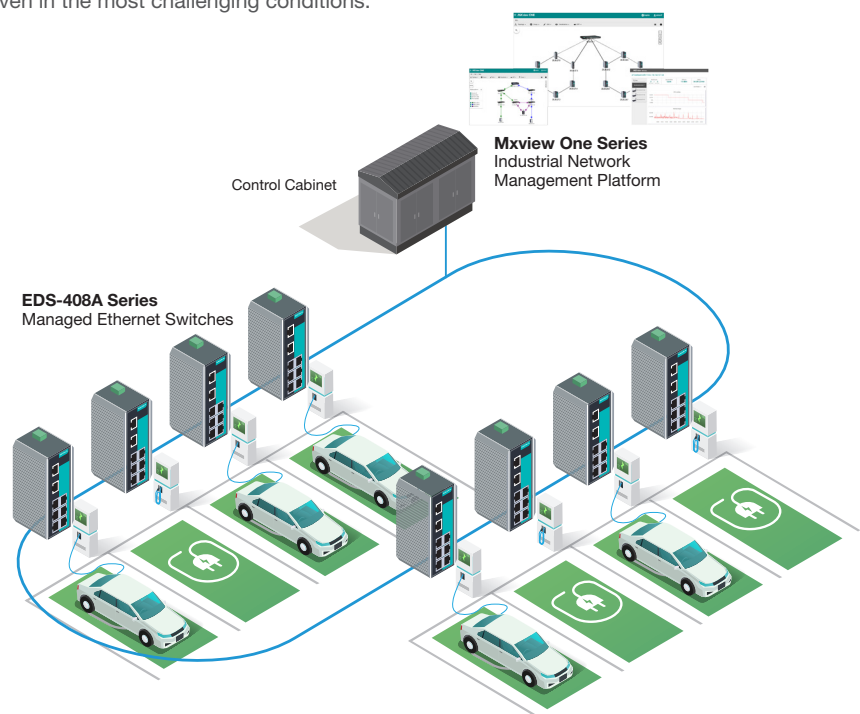 ven in the most challenging conditions.
Mxview One Series
Industrial Network
Management Platform
Control Cabinet
EDS-408A Series
Managed Ethernet Switches